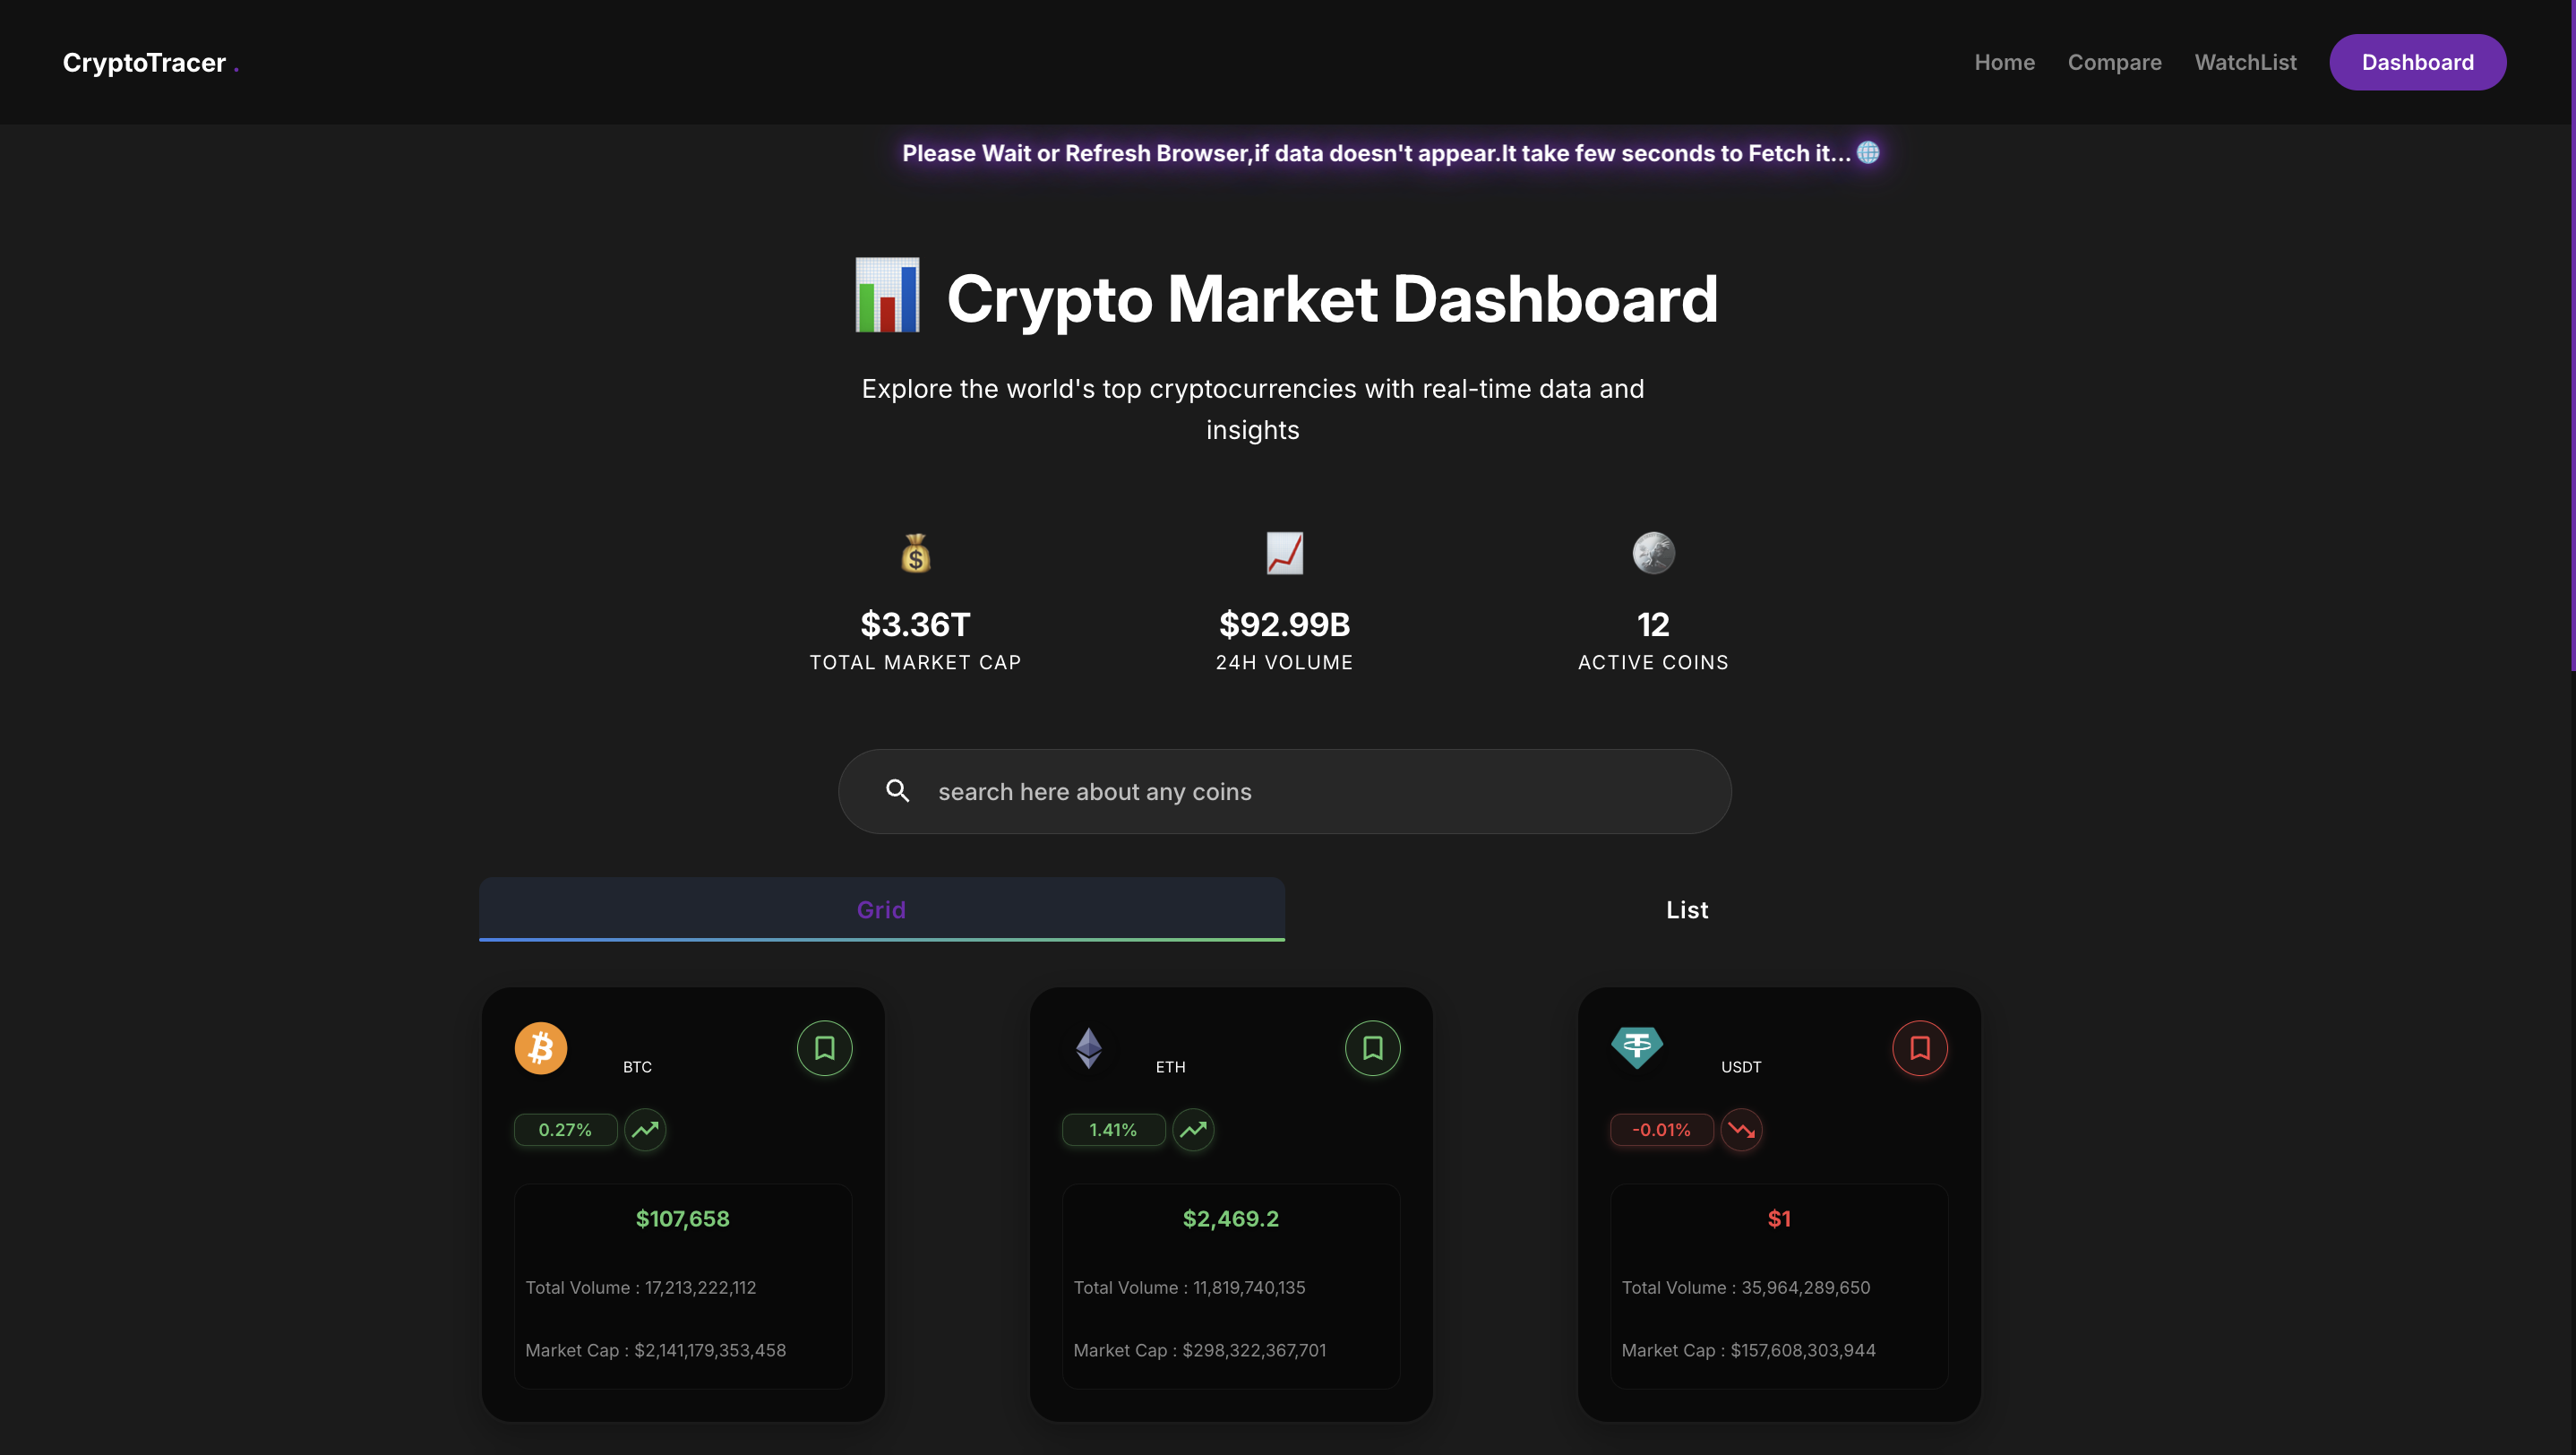 CryptoTracer .
Home Compare WatchList Dashboard
Please Wait or Refresh Browser,if data doesn't appear.It take few seconds to Fetch it...🌐
📊 Crypto Market Dashboard
Explore the world's top cryptocurrencies with real-time data and
insights
$3.36T
TOTAL MARKET CAP
$92.99B
24H VOLUME
12
ACTIVE COINS
search here about any coins
Grid
List
BTC
0.27%
$107,658
Total Volume : 17,213,222,112
Market Cap : $2,141,179,353,458
ETH
1.41%
$2,469.2
Total Volume : 11,819,740,135
Market Cap : $298,322,367,701
USDT
-0.01%
$1
Total Volume : 35,964,289,650
Market Cap : $157,608,303,944